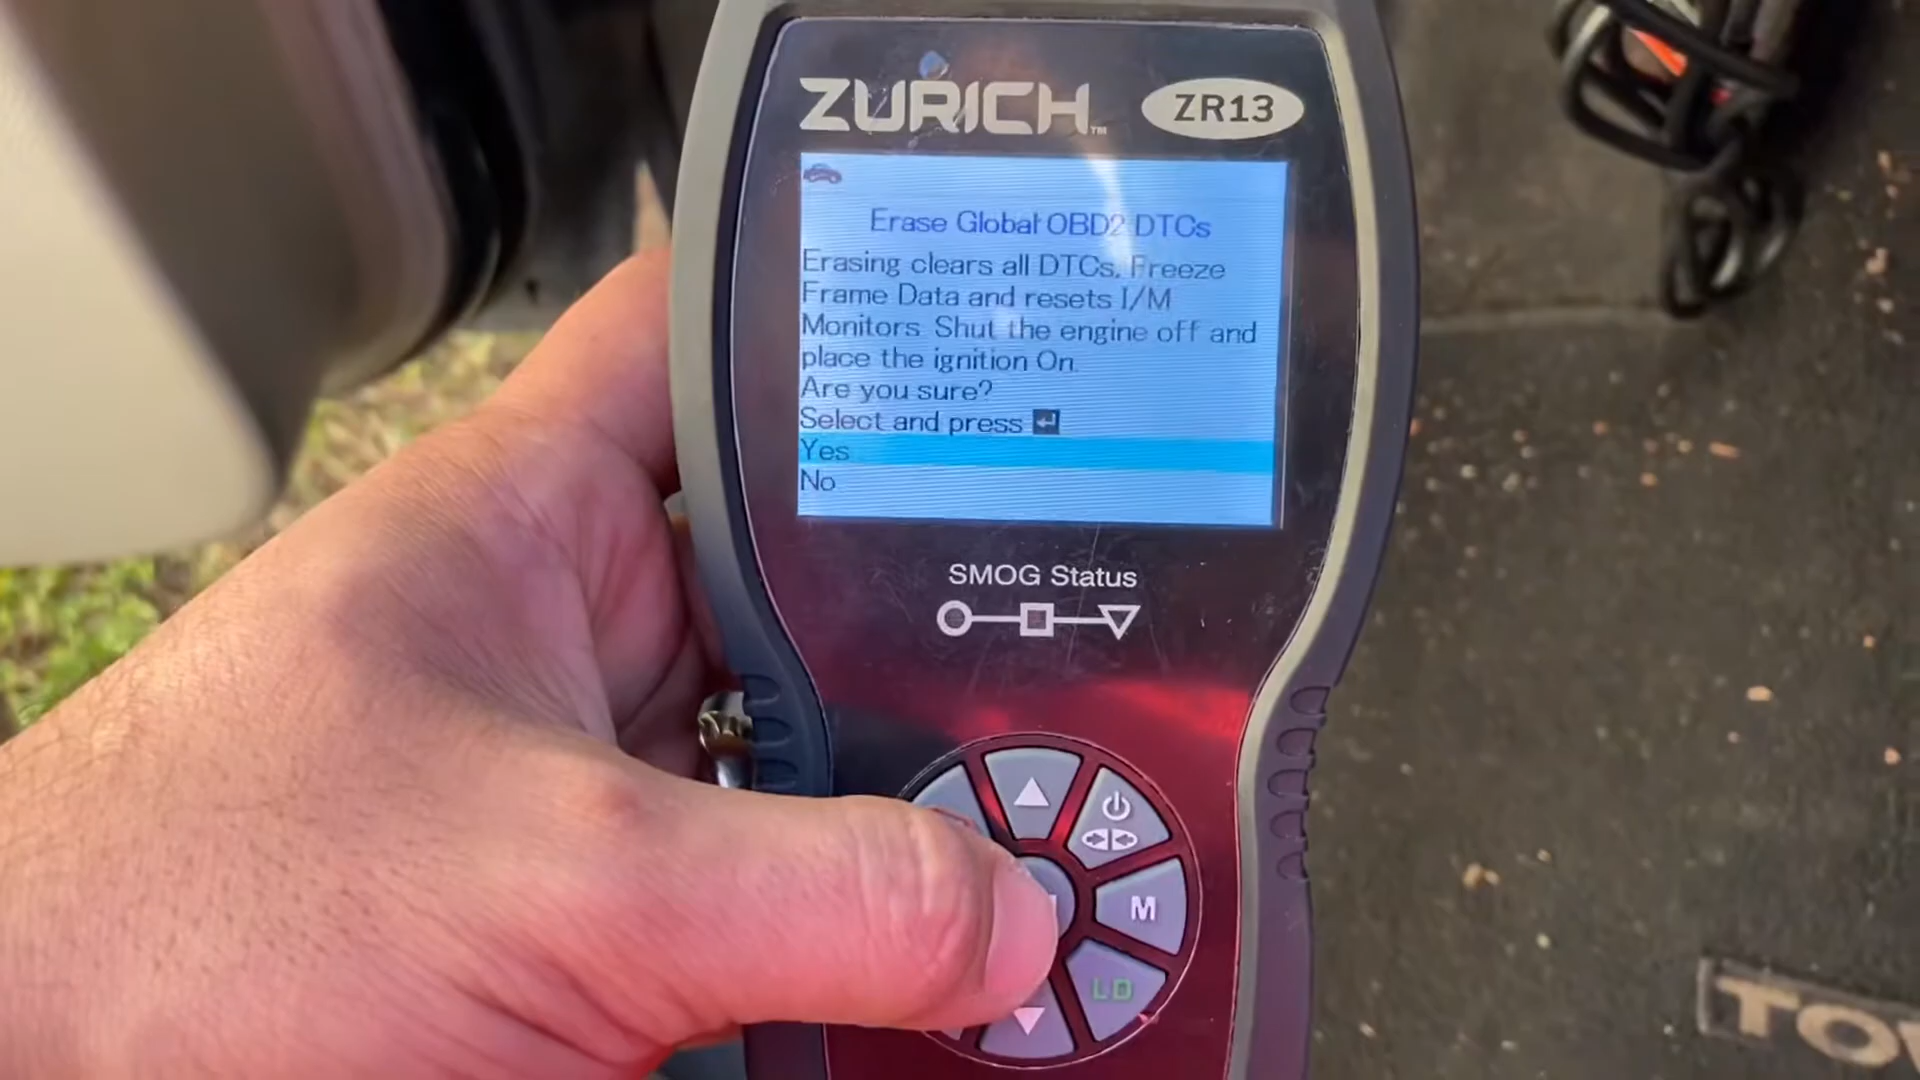 ZURICH™ ZR13
Erase Global OBD2 DTCs
Erasing clears all DTCs, Freeze
Frame Data and resets I/M
Monitors. Shut the engine off and
place the ignition On.
Are you sure?
Select and press
Yes
No
SMOG Status
M
LD